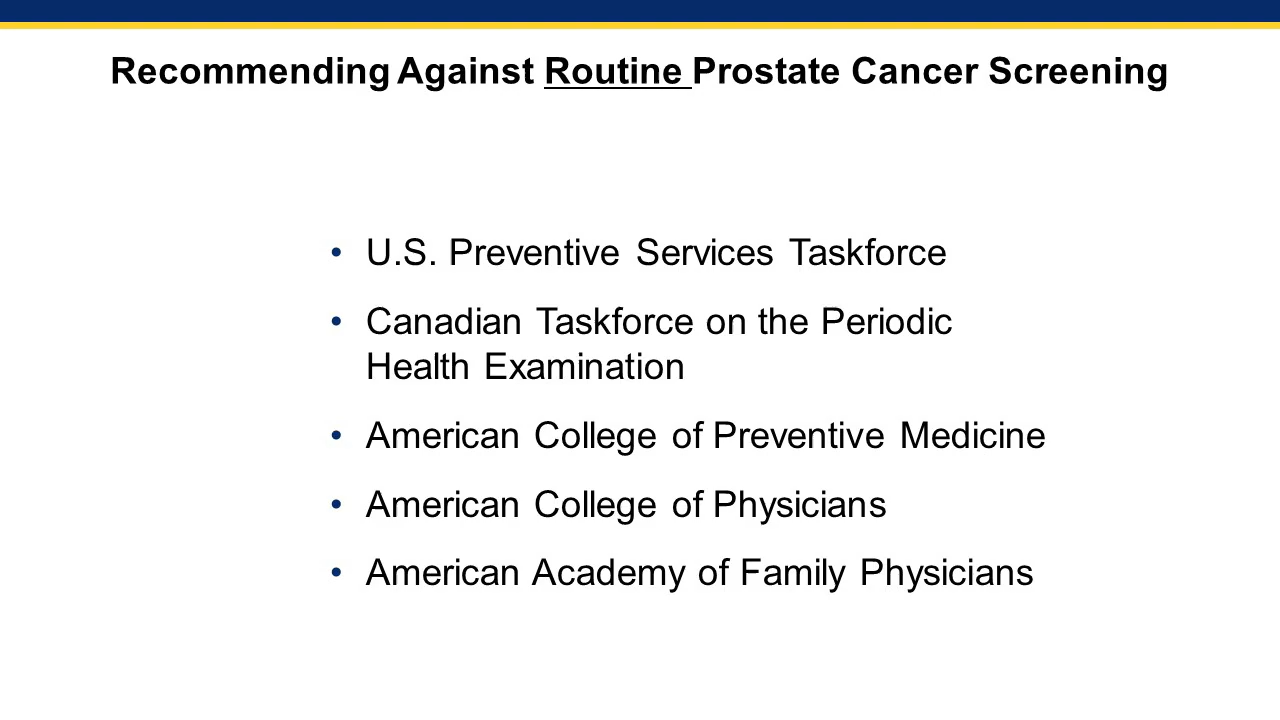 Recommending Against Routine Prostate Cancer Screening
• U.S. Preventive Services Taskforce
• Canadian Taskforce on the Periodic
Health Examination
• American College of Preventive Medicine
• American College of Physicians
• American Academy of Family Physicians